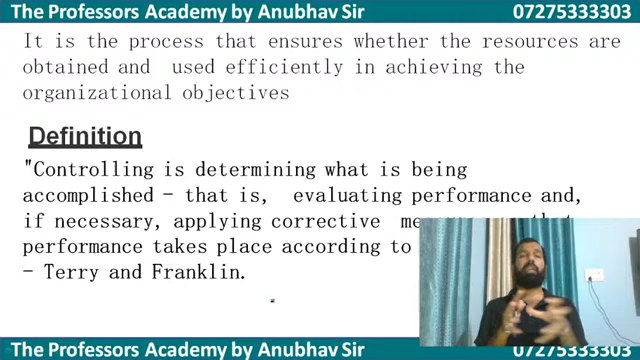 The Professors Academy by Anubhav Sir 07275333303
It is the process that ensures whether the resources are
obtained and used efficiently in achieving the
organizational objectives
Definition
"Controlling is determining what is being
accomplished - that is, evaluating performance and,
if necessary, applying corrective
performance takes place according to
- Terry and Franklin.
The Professors Academy by Anubhav Sir 07275333303